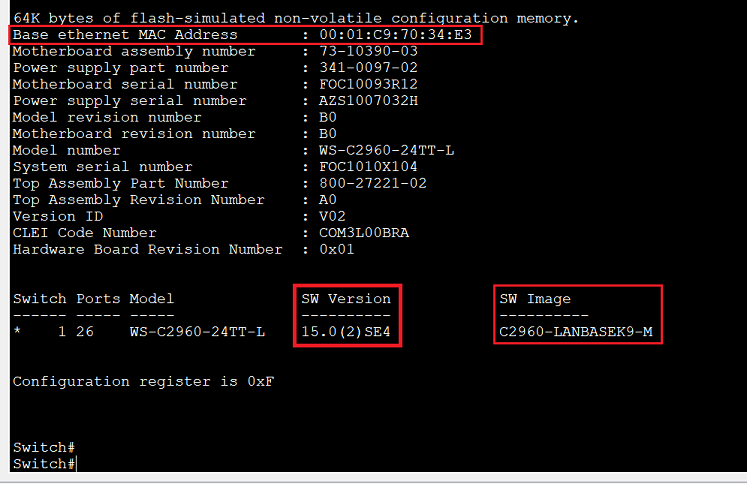 64K bytes of flash-simulated non-volatile configuration memory.
Base ethernet MAC Address       : 00:01:C9:70:34:E3
Motherboard assembly number     : 73-10390-03
Power supply part number        : 341-0097-02
Motherboard serial number       : FOC10093R12
Power supply serial number      : AZS1007032H
Model revision number           : B0
Motherboard revision number     : B0
Model number                    : WS-C2960-24TT-L
System serial number            : FOC1010X104
Top Assembly Part Number        : 800-27221-02
Top Assembly Revision Number    : A0
Version ID                      : V02
CLEI Code Number                : COM3L00BRA
Hardware Board Revision Number  : 0x01
Switch Ports Model              SW Version            SW Image
------ ----- -----              ----------            ----------
*    1 26    WS-C2960-24TT-L    15.0(2)SE4            C2960-LANBASEK9-M
Configuration register is 0xF
Switch#
Switch#